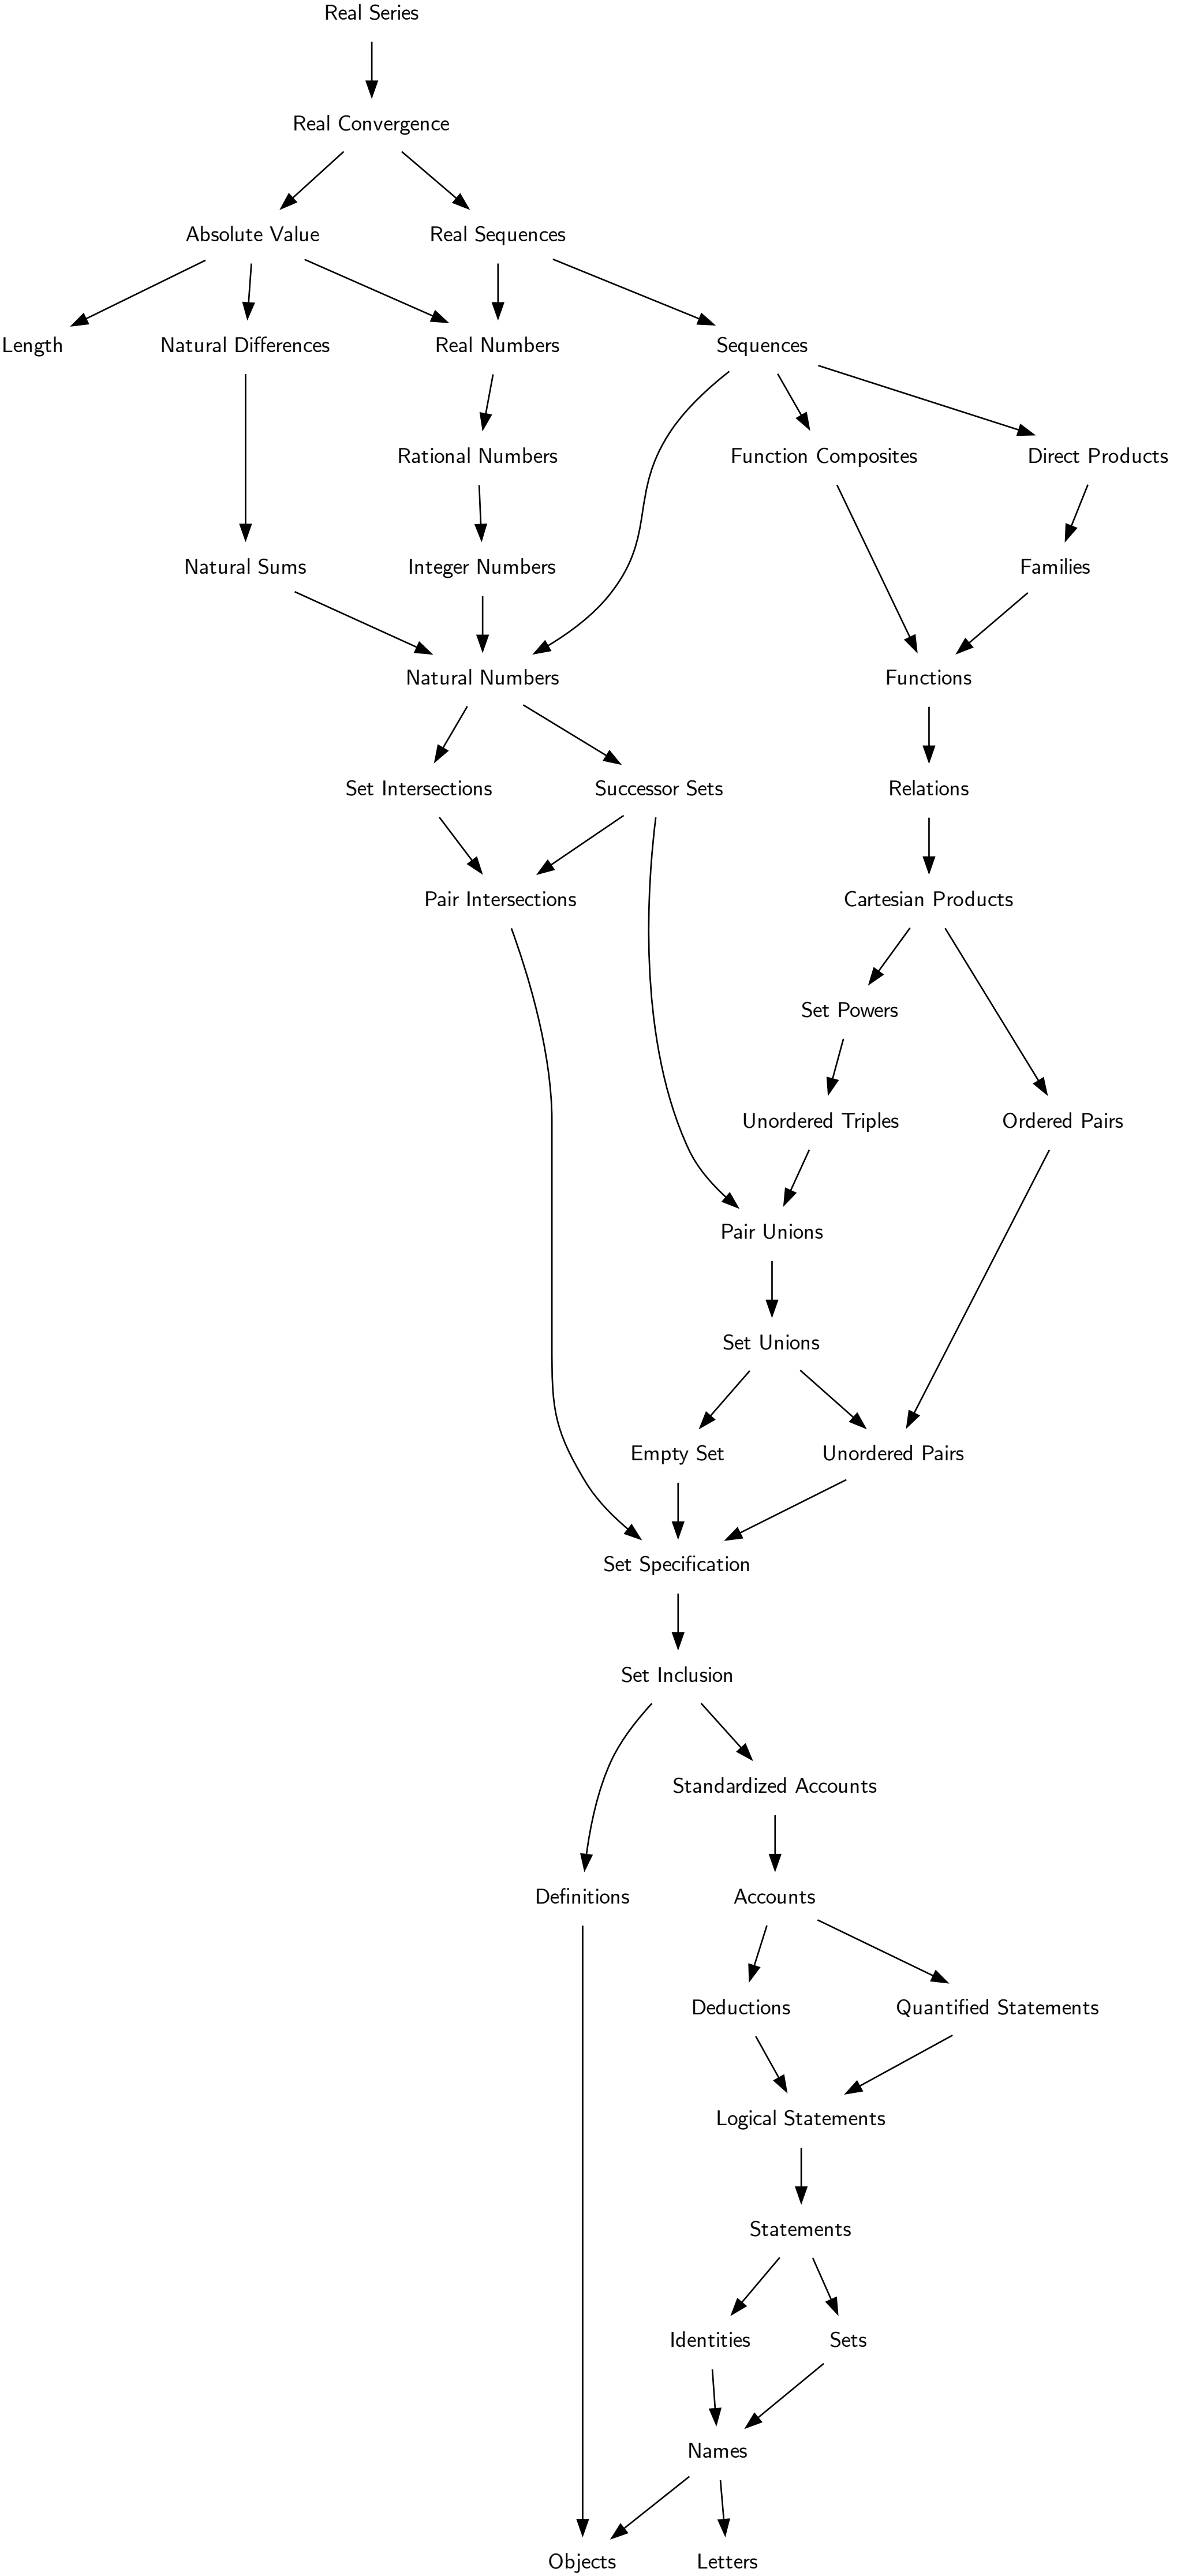 Real Series
Real Convergence
Absolute Value
Real Sequences
Length
Natural Differences
Real Numbers
Sequences
Rational Numbers
Function Composites
Direct Products
Natural Sums
Integer Numbers
Families
Natural Numbers
Functions
Set Intersections
Successor Sets
Relations
Pair Intersections
Cartesian Products
Set Powers
Unordered Triples
Ordered Pairs
Pair Unions
Set Unions
Empty Set
Unordered Pairs
Set Specification
Set Inclusion
Standardized Accounts
Definitions
Accounts
Deductions
Quantified Statements
Logical Statements
Statements
Identities
Sets
Names
Objects
Letters